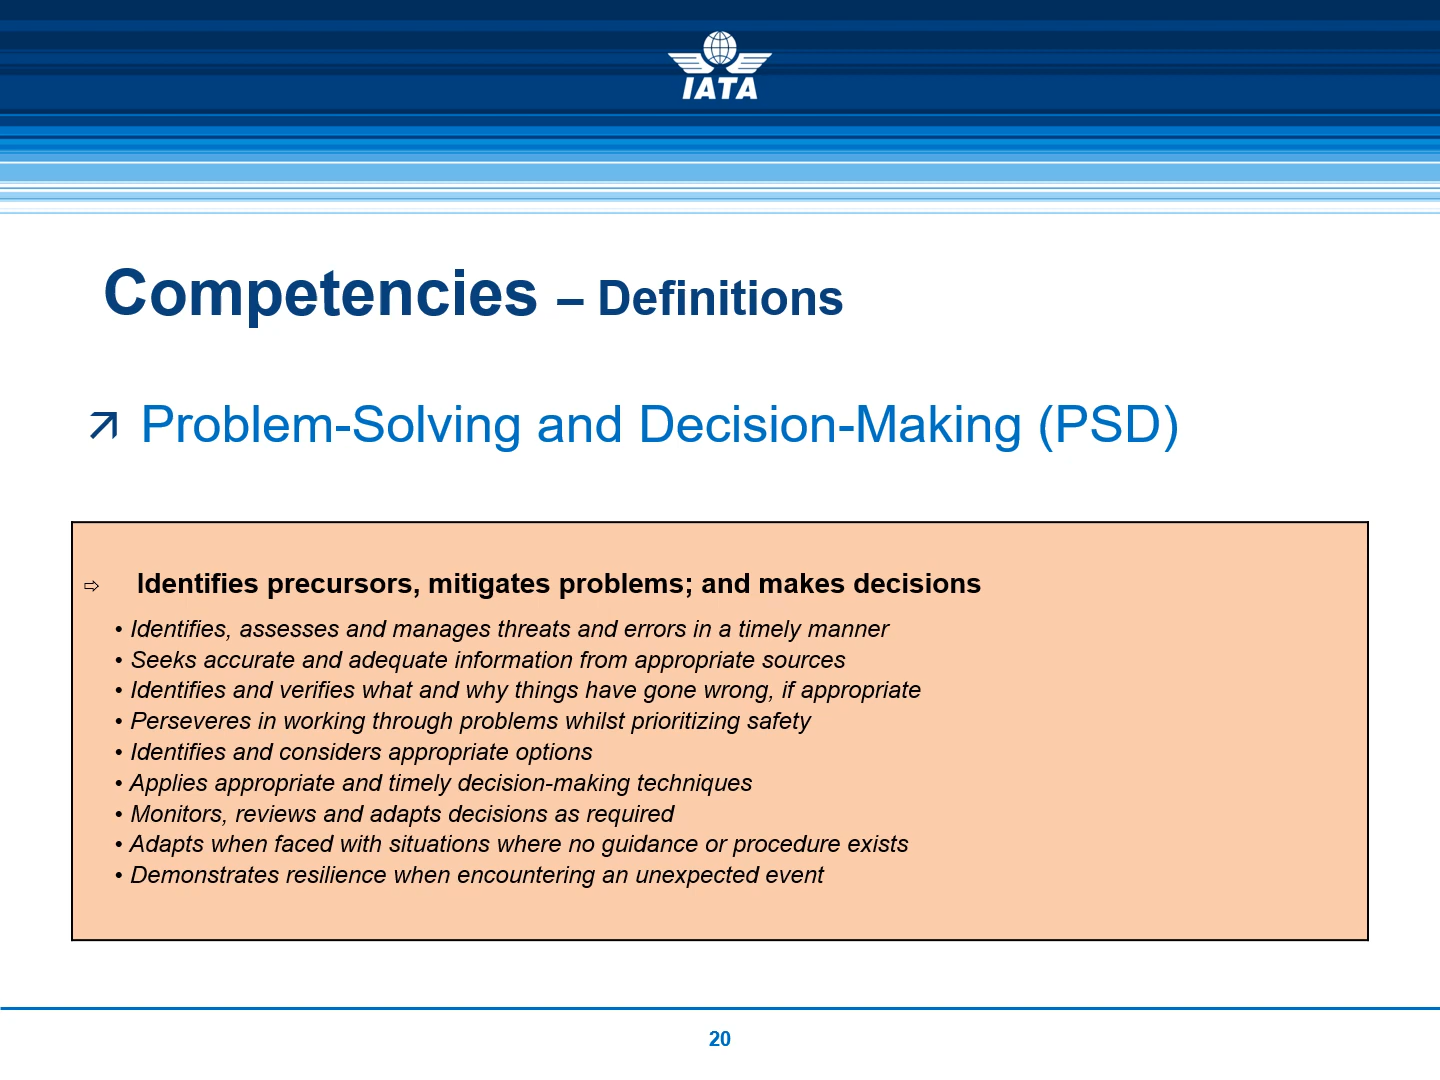 IATA
Competencies – Definitions
Problem-Solving and Decision-Making (PSD)
⇨ Identifies precursors, mitigates problems; and makes decisions
• Identifies, assesses and manages threats and errors in a timely manner
• Seeks accurate and adequate information from appropriate sources
• Identifies and verifies what and why things have gone wrong, if appropriate
• Perseveres in working through problems whilst prioritizing safety
• Identifies and considers appropriate options
• Applies appropriate and timely decision-making techniques
• Monitors, reviews and adapts decisions as required
• Adapts when faced with situations where no guidance or procedure exists
• Demonstrates resilience when encountering an unexpected event
20